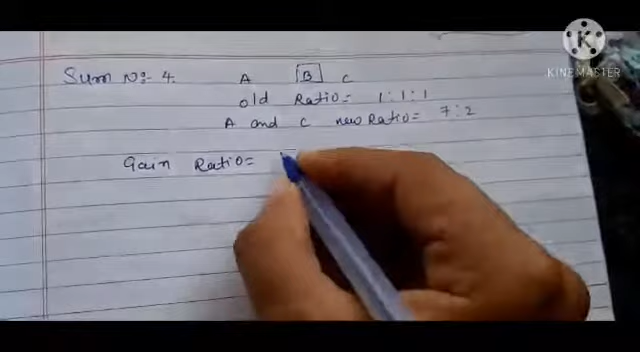 Sum No:- 4.
A B C
old Ratio = 1:1:1
A and C new Ratio = 7:2
Gain Ratio =
KINEMASTER